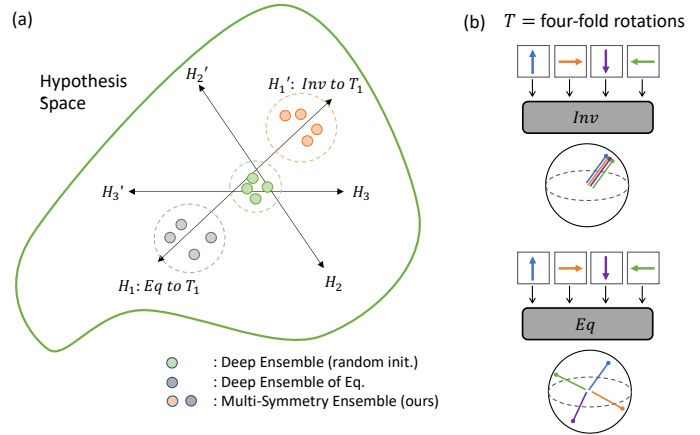 (a)
Hypothesis
Space
H₂′
H₁′: Inv to T₁
H₃′
H₃
H₁: Eq to T₁
H₂
: Deep Ensemble (random init.)
: Deep Ensemble of Eq.
: Multi-Symmetry Ensemble (ours)
(b) T = four-fold rotations
Inv
Eq